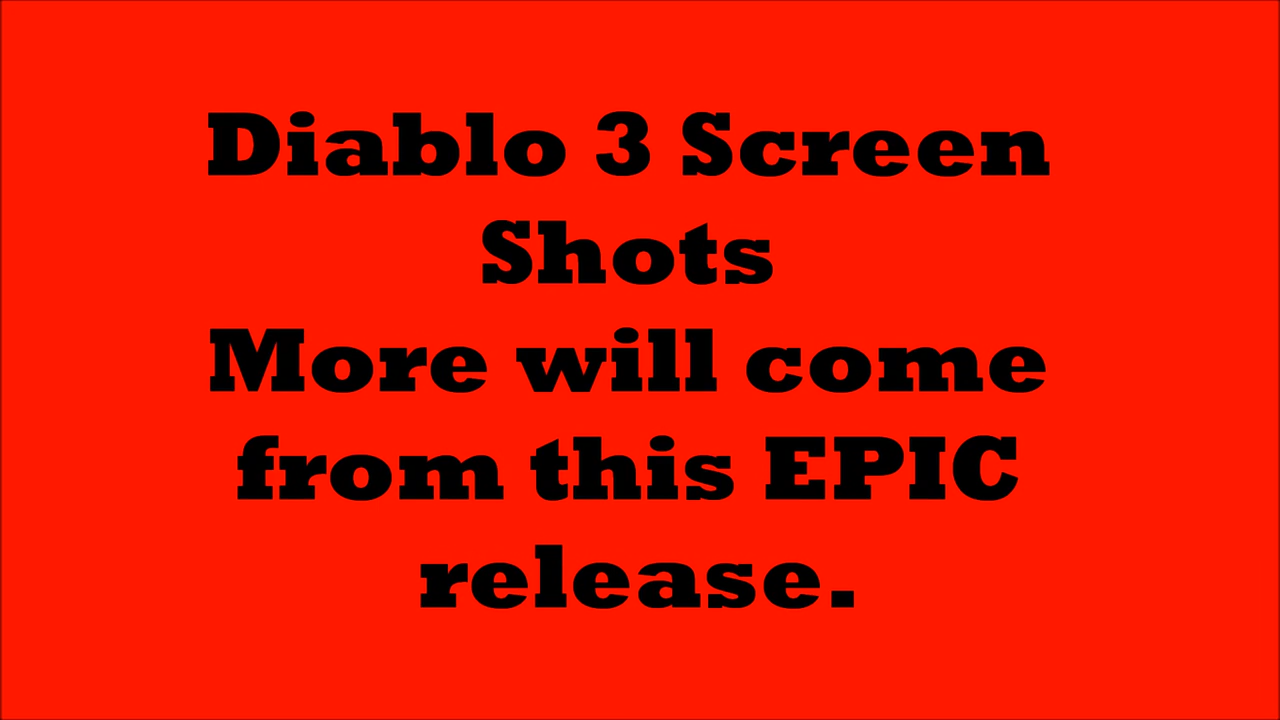 Diablo 3 Screen
Shots
More will come
from this EPIC
release.